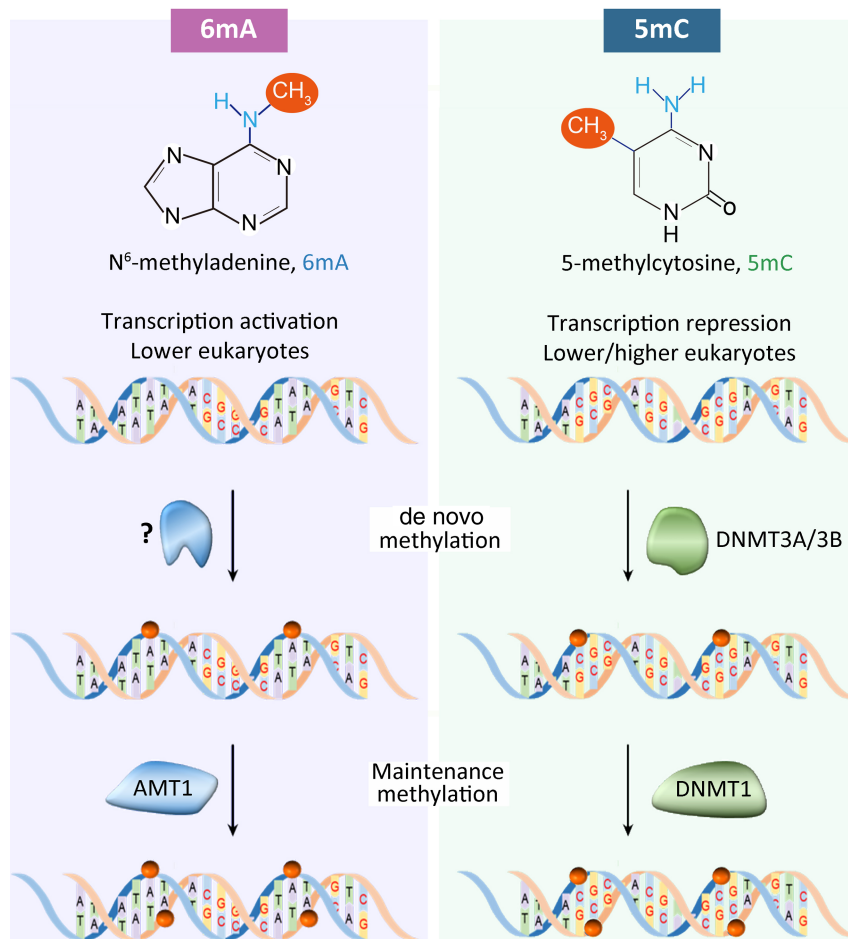 6mA
5mC
H
N
CH3
N
N
N
N
N6-methyladenine, 6mA
H
H
N
CH3
N
N
H
O
5-methylcytosine, 5mC
Transcription activation
Lower eukaryotes
Transcription repression
Lower/higher eukaryotes
?
de novo
methylation
DNMT3A/3B
AMT1
Maintenance
methylation
DNMT1